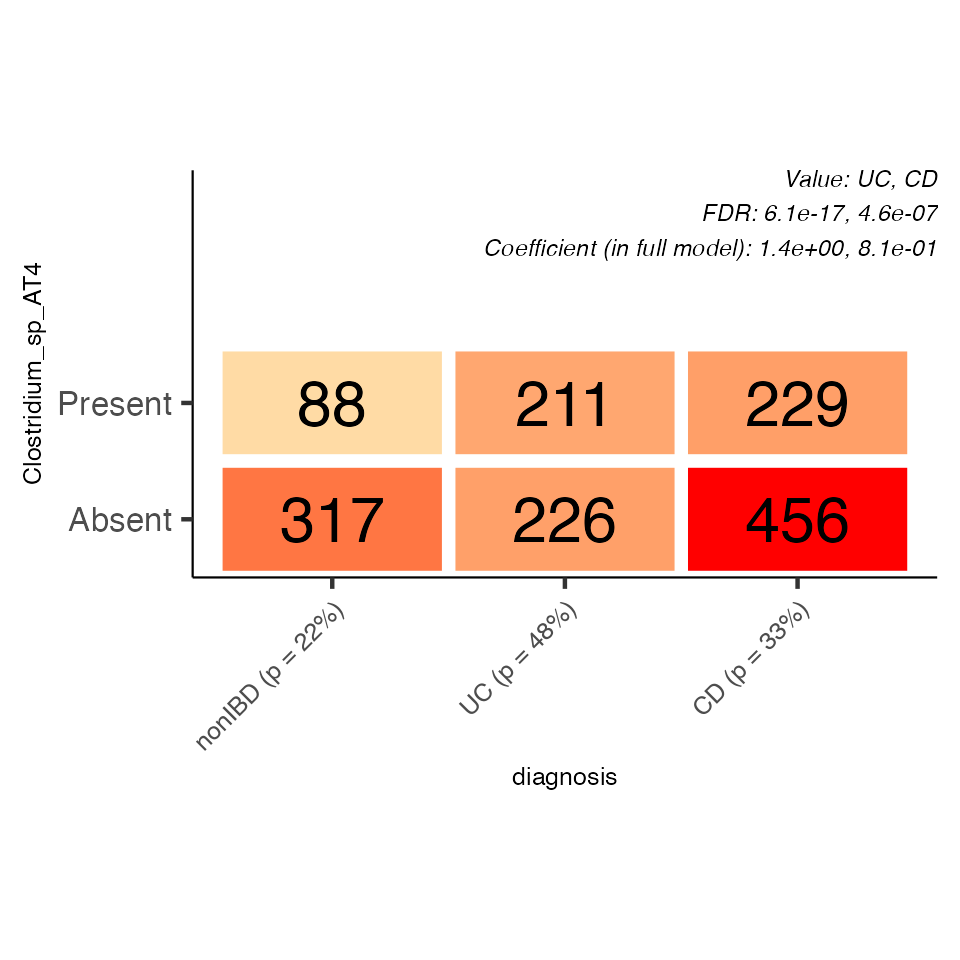 Value: UC, CD
FDR: 6.1e-17, 4.6e-07
Coefficient (in full model): 1.4e+00, 8.1e-01
Clostridium_sp_AT4
Present
88
211
229
Absent
317
226
456
nonIBD (p = 22%)
UC (p = 48%)
CD (p = 33%)
diagnosis